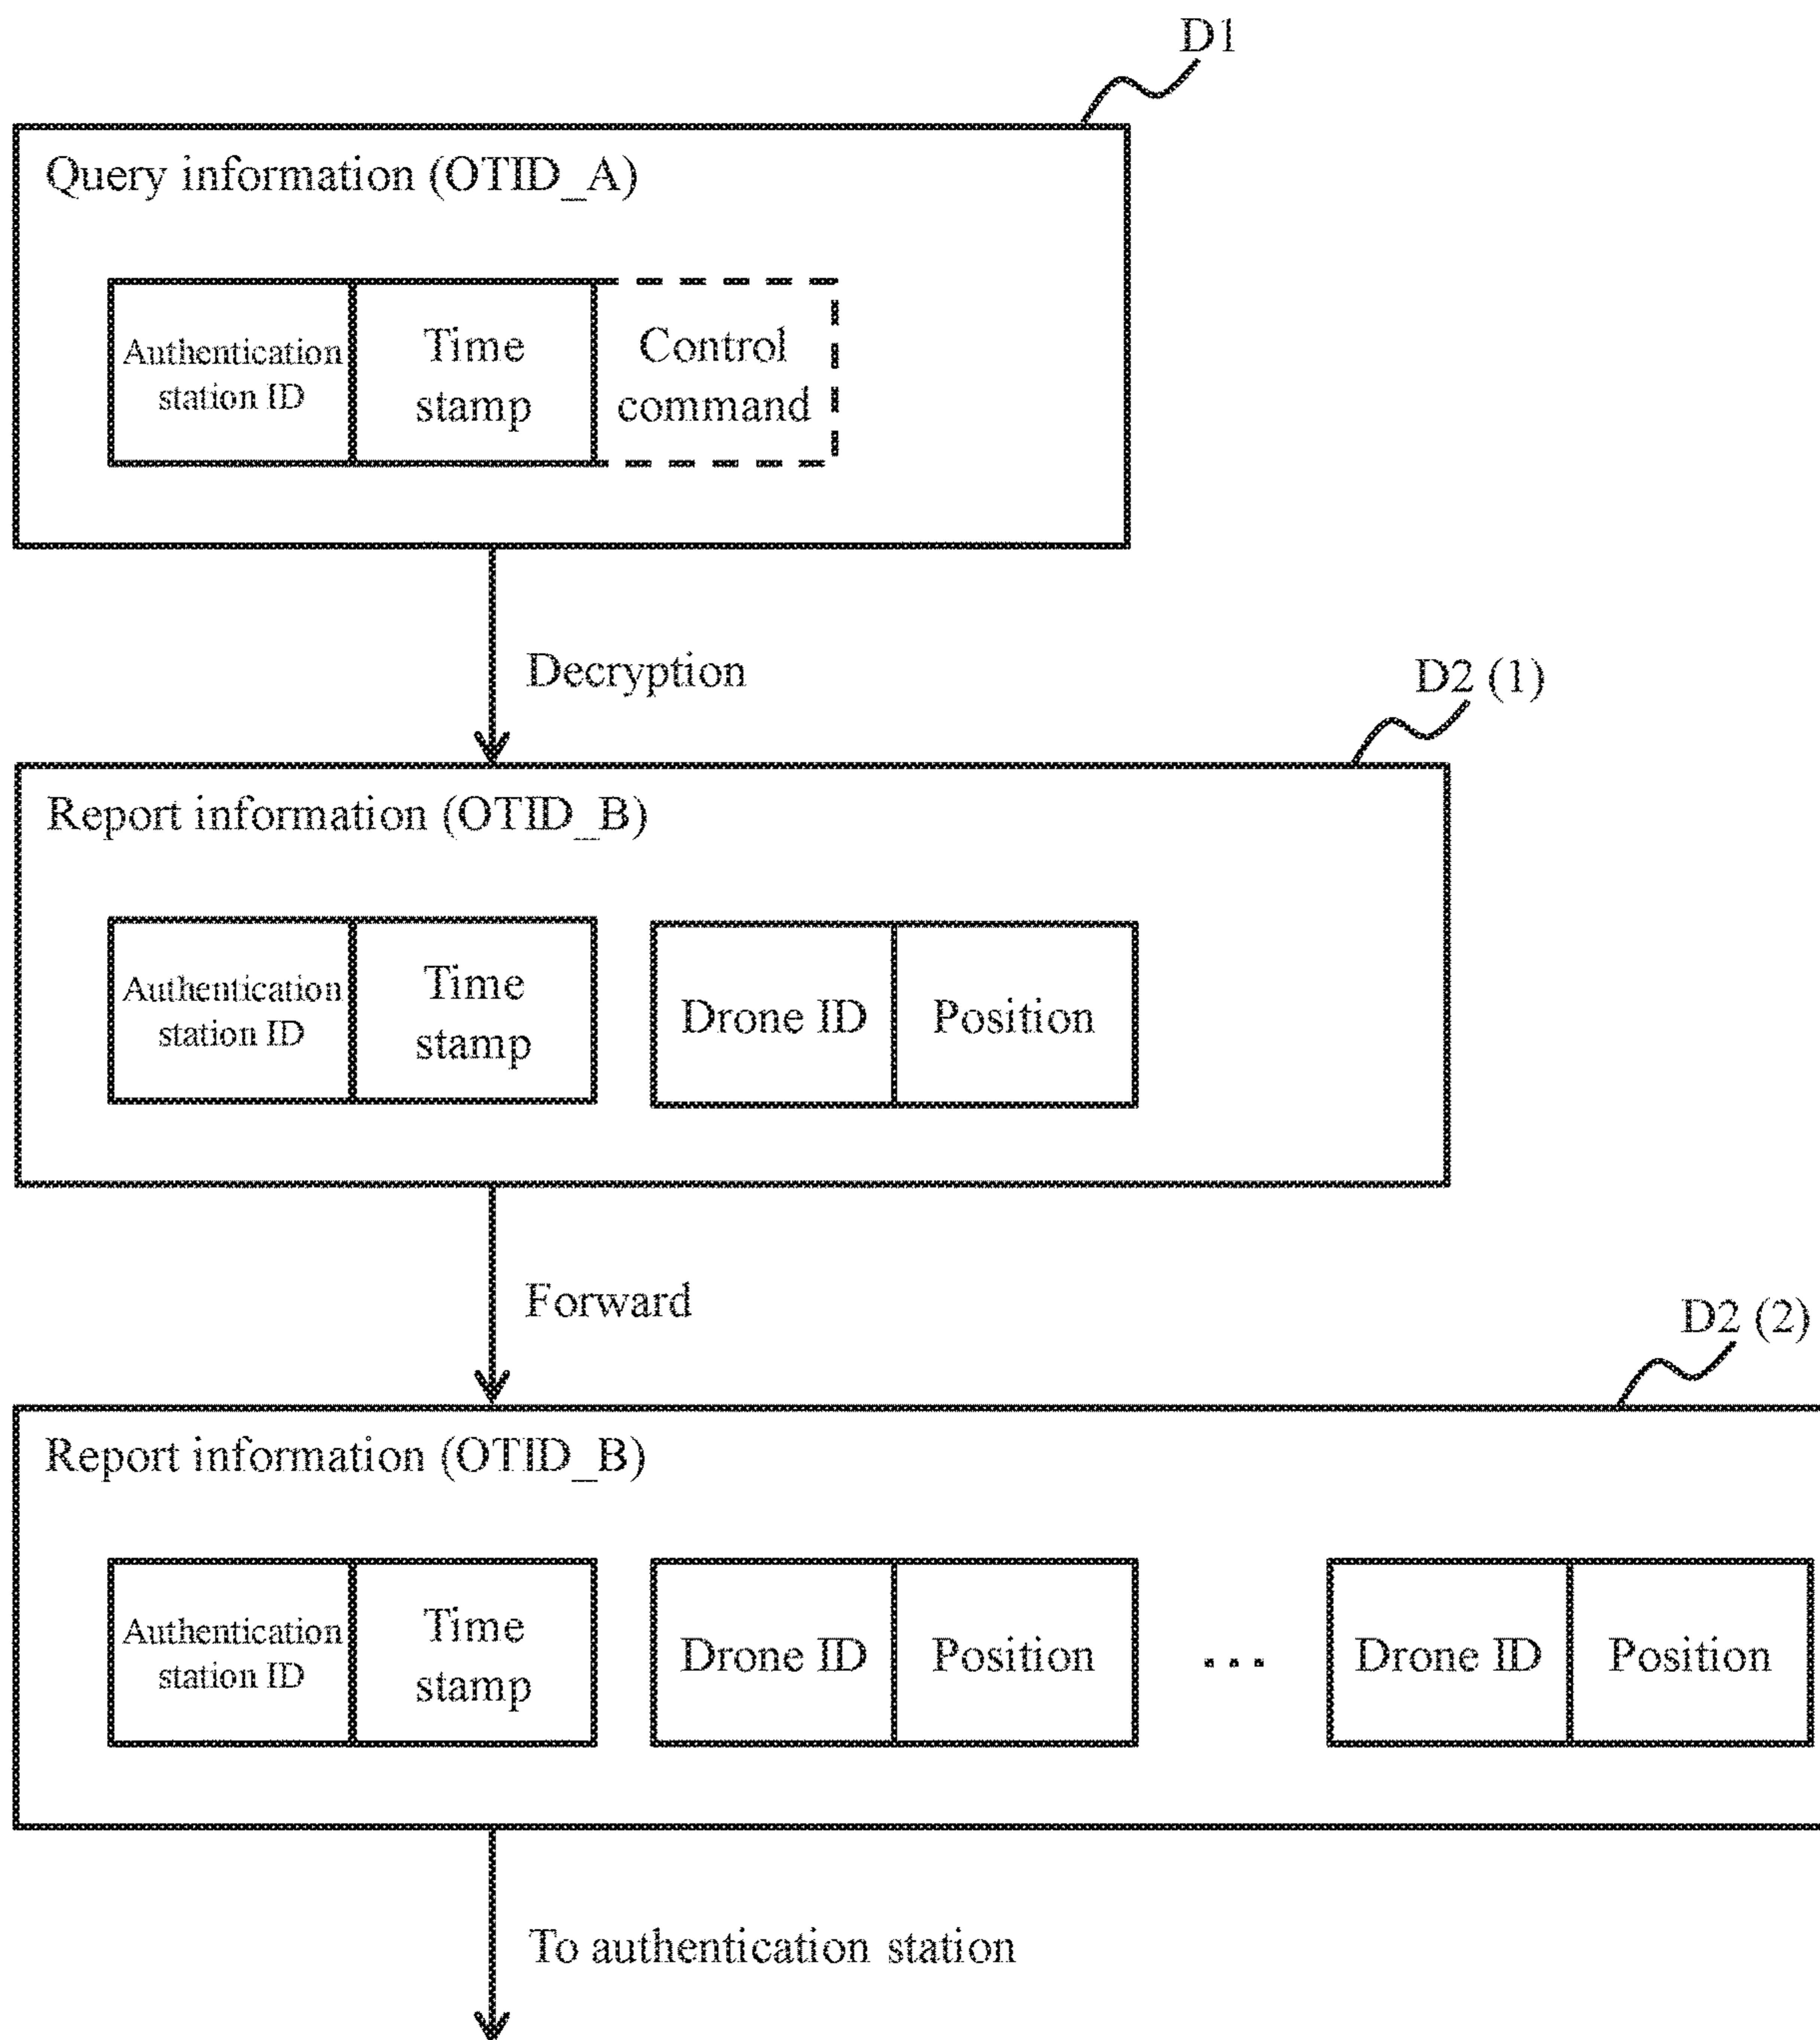 D1
Query information (OTID_A)
Authentication
station ID
Time
stamp
Control
command
Decryption
D2 (1)
Report information (OTID_B)
Authentication
station ID
Time
stamp
Drone ID
Position
Forward
D2 (2)
Report information (OTID_B)
Authentication
station ID
Time
stamp
Drone ID
Position
...
Drone ID
Position
To authentication station